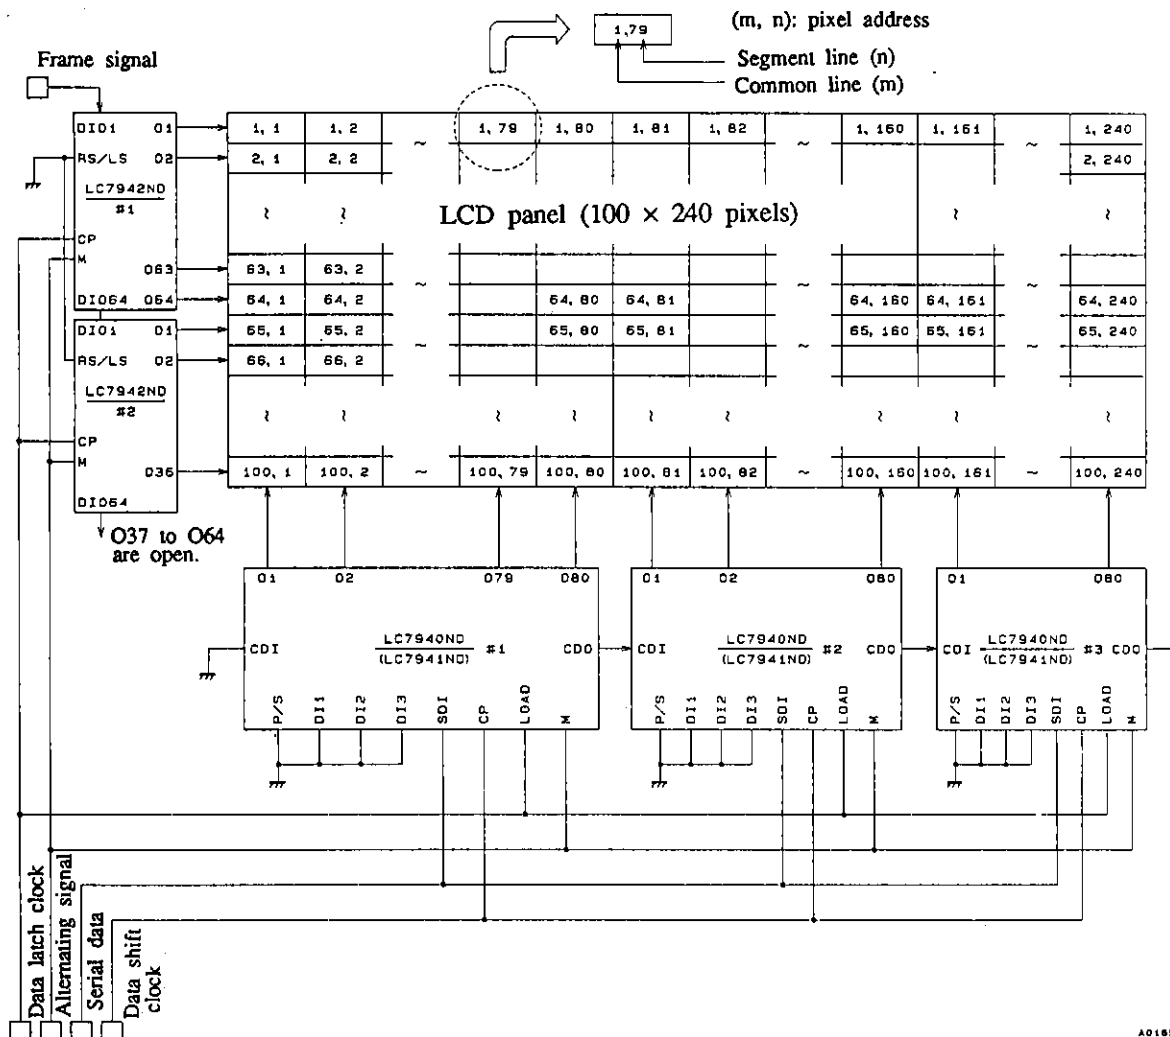 1,79
(m, n): pixel address
Segment line (n)
Common line (m)
Frame signal
DIO1 O1
RS/LS O2
LC7942ND
#1
CP
M
O63
DIO64 O64
DIO1 O1
RS/LS O2
LC7942ND
#2
CP
M
O36
DIO64
O37 to O64
are open.
1, 1 1, 2 ~ 1, 79 1, 80 1, 81 1, 82 ~ 1, 160 1, 161 ~ 1, 240
2, 1 2, 2 2, 240
LCD panel (100 × 240 pixels)
63, 1 63, 2
64, 1 64, 2 ~ 64, 80 64, 81 ~ 64, 160 64, 161 ~ 64, 240
65, 1 65, 2 ~ 65, 80 65, 81 ~ 65, 160 65, 161 ~ 65, 240
66, 1 66, 2
100, 1 100, 2 ~ 100, 79 100, 80 100, 81 100, 82 ~ 100, 160 100, 161 ~ 100, 240
O1 O2 O79 O80
CDI LC7940ND #1 CDO
(LC7941ND)
P/S DI1 DI2 DI3 SDI CP LOAD M
O1 O2 O80
CDI LC7940ND #2 CDO
(LC7941ND)
P/S DI1 DI2 DI3 SDI CP LOAD M
O1 O80
CDI LC7940ND #3 CDO
(LC7941ND)
P/S DI1 DI2 DI3 SDI CP LOAD M
Data latch clock
Alternating signal
Serial data
Data shift
clock